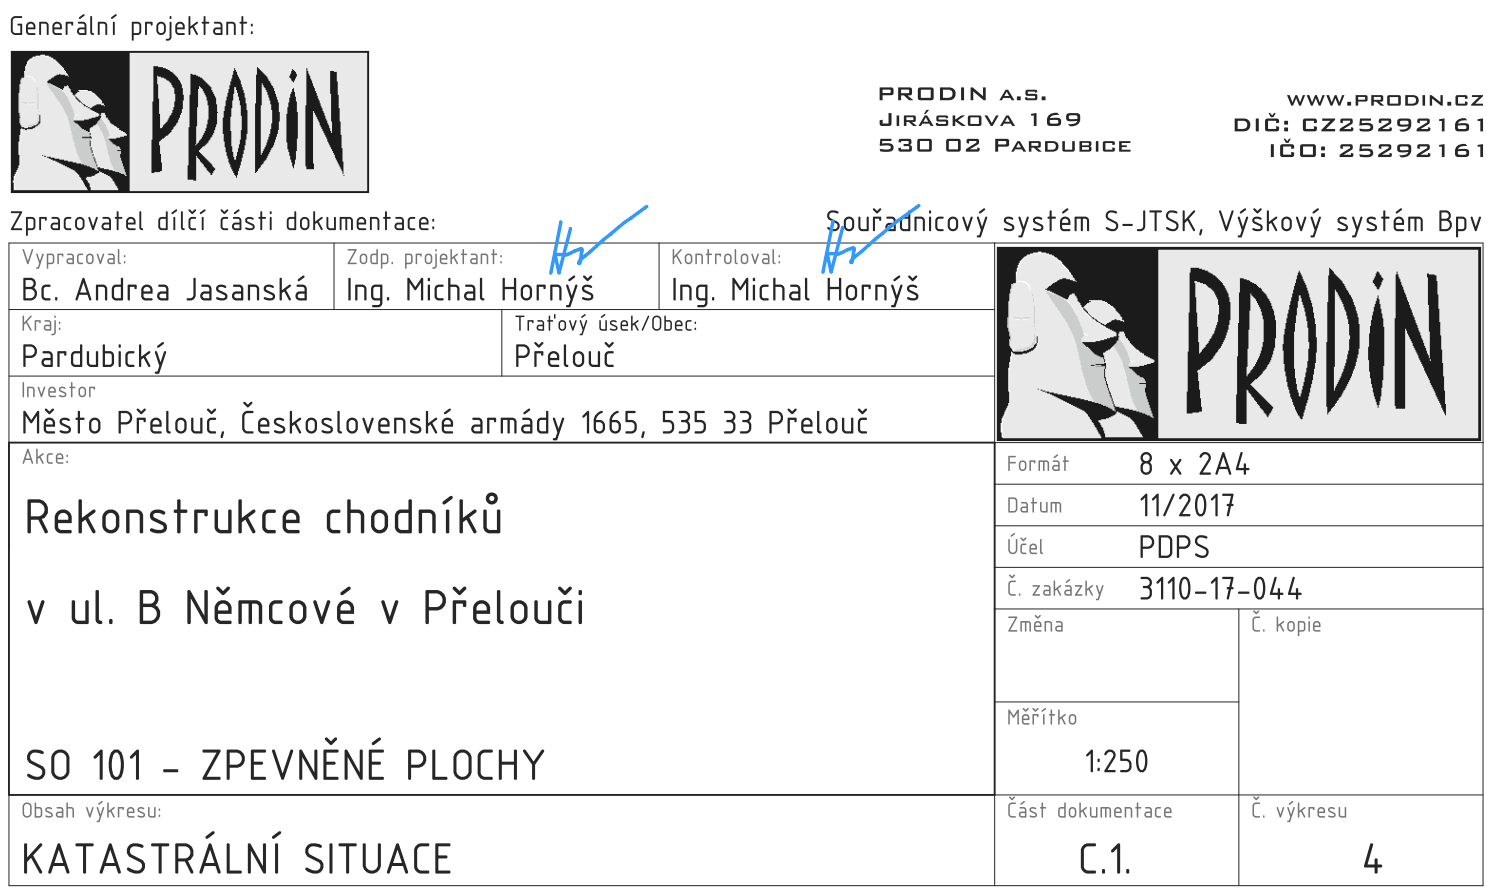 Generální projektant:
PRODIN
PRODIN A.S.
JIRÁSKOVA 169
530 02 PARDUBICE
WWW.PRODIN.CZ
DIČ: CZ25292161
IČO: 25292161
Zpracovatel dílčí části dokumentace:
Souřadnicový systém S-JTSK, Výškový systém Bpv
Vypracoval:
Bc. Andrea Jasanská
Zodp. projektant:
Ing. Michal Hornýš
Kontroloval:
Ing. Michal Hornýš
PRODIN
Kraj:
Pardubický
Traťový úsek/Obec:
Přelouč
Investor
Město Přelouč, Československé armády 1665, 535 33 Přelouč
Akce:
Rekonstrukce chodníků
v ul. B Němcové v Přelouči
SO 101 - ZPEVNĚNÉ PLOCHY
Formát 8 x 2A4
Datum 11/2017
Účel PDPS
Č. zakázky 3110-17-044
Změna
Č. kopie
Měřítko
1:250
Obsah výkresu:
KATASTRÁLNÍ SITUACE
Část dokumentace
C.1.
Č. výkresu
4